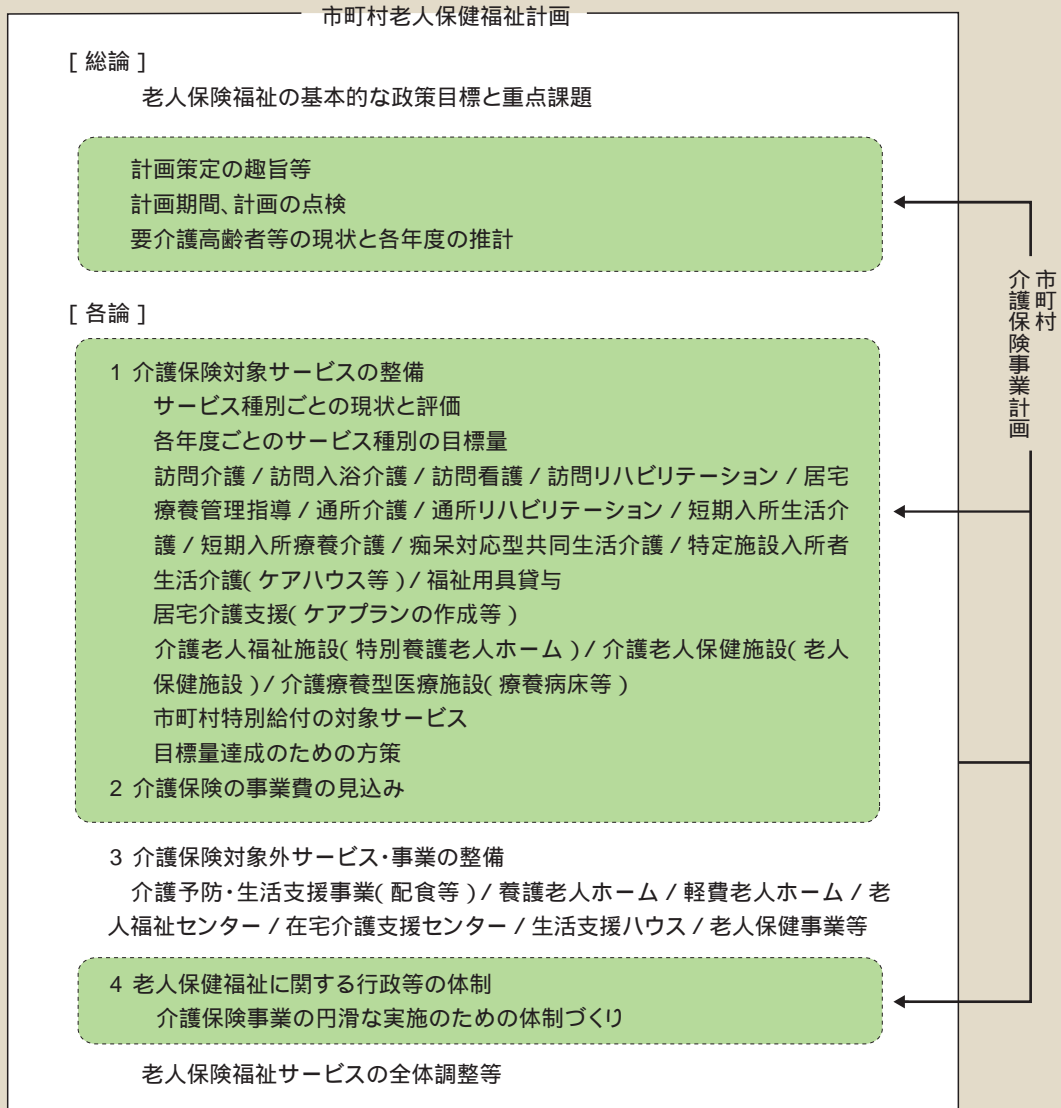 市町村老人保健福祉計画
[ 総論 ]
老人保険福祉の基本的な政策目標と重点課題
計画策定の趣旨等
計画期間、計画の点検
要介護高齢者等の現状と各年度の推計
[ 各論 ]
1 介護保険対象サービスの整備
サービス種別ごとの現状と評価
各年度ごとのサービス種別の目標量
訪問介護 / 訪問入浴介護 / 訪問看護 / 訪問リハビリテーション / 居宅
療養管理指導 / 通所介護 / 通所リハビリテーション / 短期入所生活介
護 / 短期入所療養介護 / 痴呆対応型共同生活介護 / 特定施設入所者
生活介護( ケアハウス等 ) / 福祉用具貸与
居宅介護支援( ケアプランの作成等 )
介護老人福祉施設( 特別養護老人ホーム ) / 介護老人保健施設( 老人
保健施設 ) / 介護療養型医療施設( 療養病床等 )
市町村特別給付の対象サービス
目標量達成のための方策
2 介護保険の事業費の見込み
3 介護保険対象外サービス・事業の整備
介護予防・生活支援事業( 配食等 ) / 養護老人ホーム / 軽費老人ホーム / 老
人福祉センター / 在宅介護支援センター / 生活支援ハウス / 老人保健事業等
4 老人保健福祉に関する行政等の体制
介護保険事業の円滑な実施のための体制づくり
老人保険福祉サービスの全体調整等
市町村
介護保険事業計画